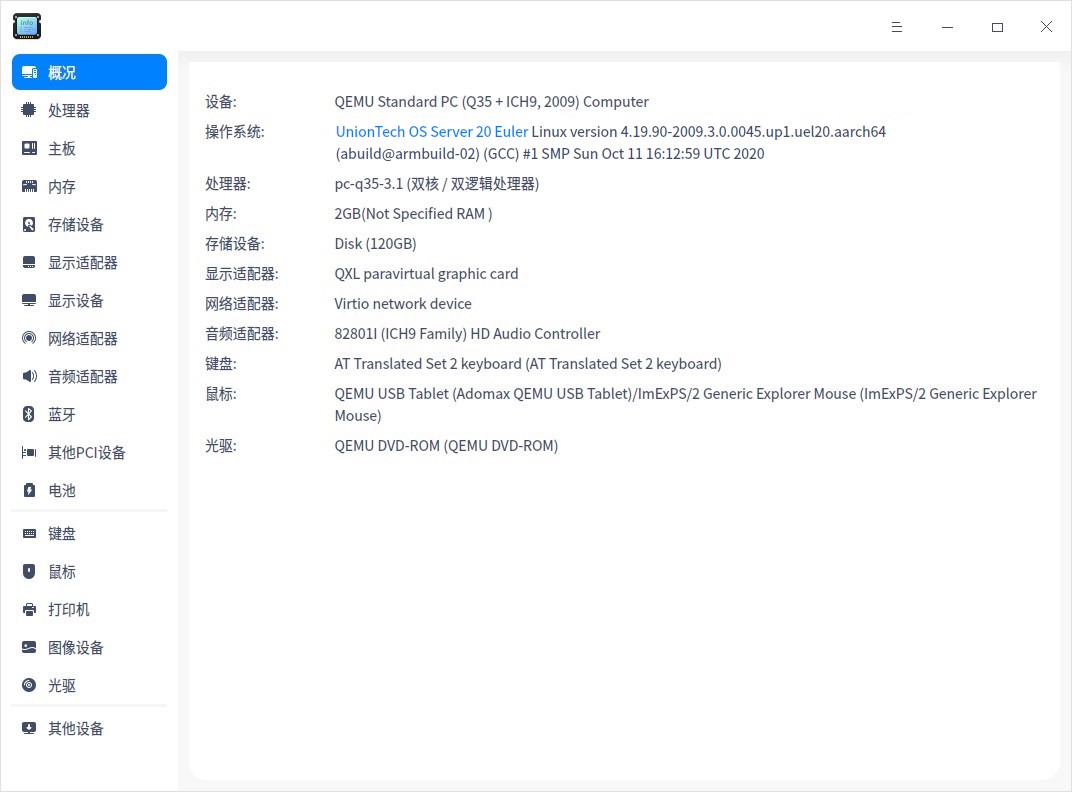 概况
处理器
主板
内存
存储设备
显示适配器
显示设备
网络适配器
音频适配器
蓝牙
其他PCI设备
电池
键盘
鼠标
打印机
图像设备
光驱
其他设备
设备: QEMU Standard PC (Q35 + ICH9, 2009) Computer
操作系统: UnionTech OS Server 20 Euler Linux version 4.19.90-2009.3.0.0045.up1.uel20.aarch64
(abuild@armbuild-02) (GCC) #1 SMP Sun Oct 11 16:12:59 UTC 2020
处理器: pc-q35-3.1 (双核 / 双逻辑处理器)
内存: 2GB(Not Specified RAM )
存储设备: Disk (120GB)
显示适配器: QXL paravirtual graphic card
网络适配器: Virtio network device
音频适配器: 82801I (ICH9 Family) HD Audio Controller
键盘: AT Translated Set 2 keyboard (AT Translated Set 2 keyboard)
鼠标: QEMU USB Tablet (Adomax QEMU USB Tablet)/ImExPS/2 Generic Explorer Mouse (ImExPS/2 Generic Explorer
Mouse)
光驱: QEMU DVD-ROM (QEMU DVD-ROM)